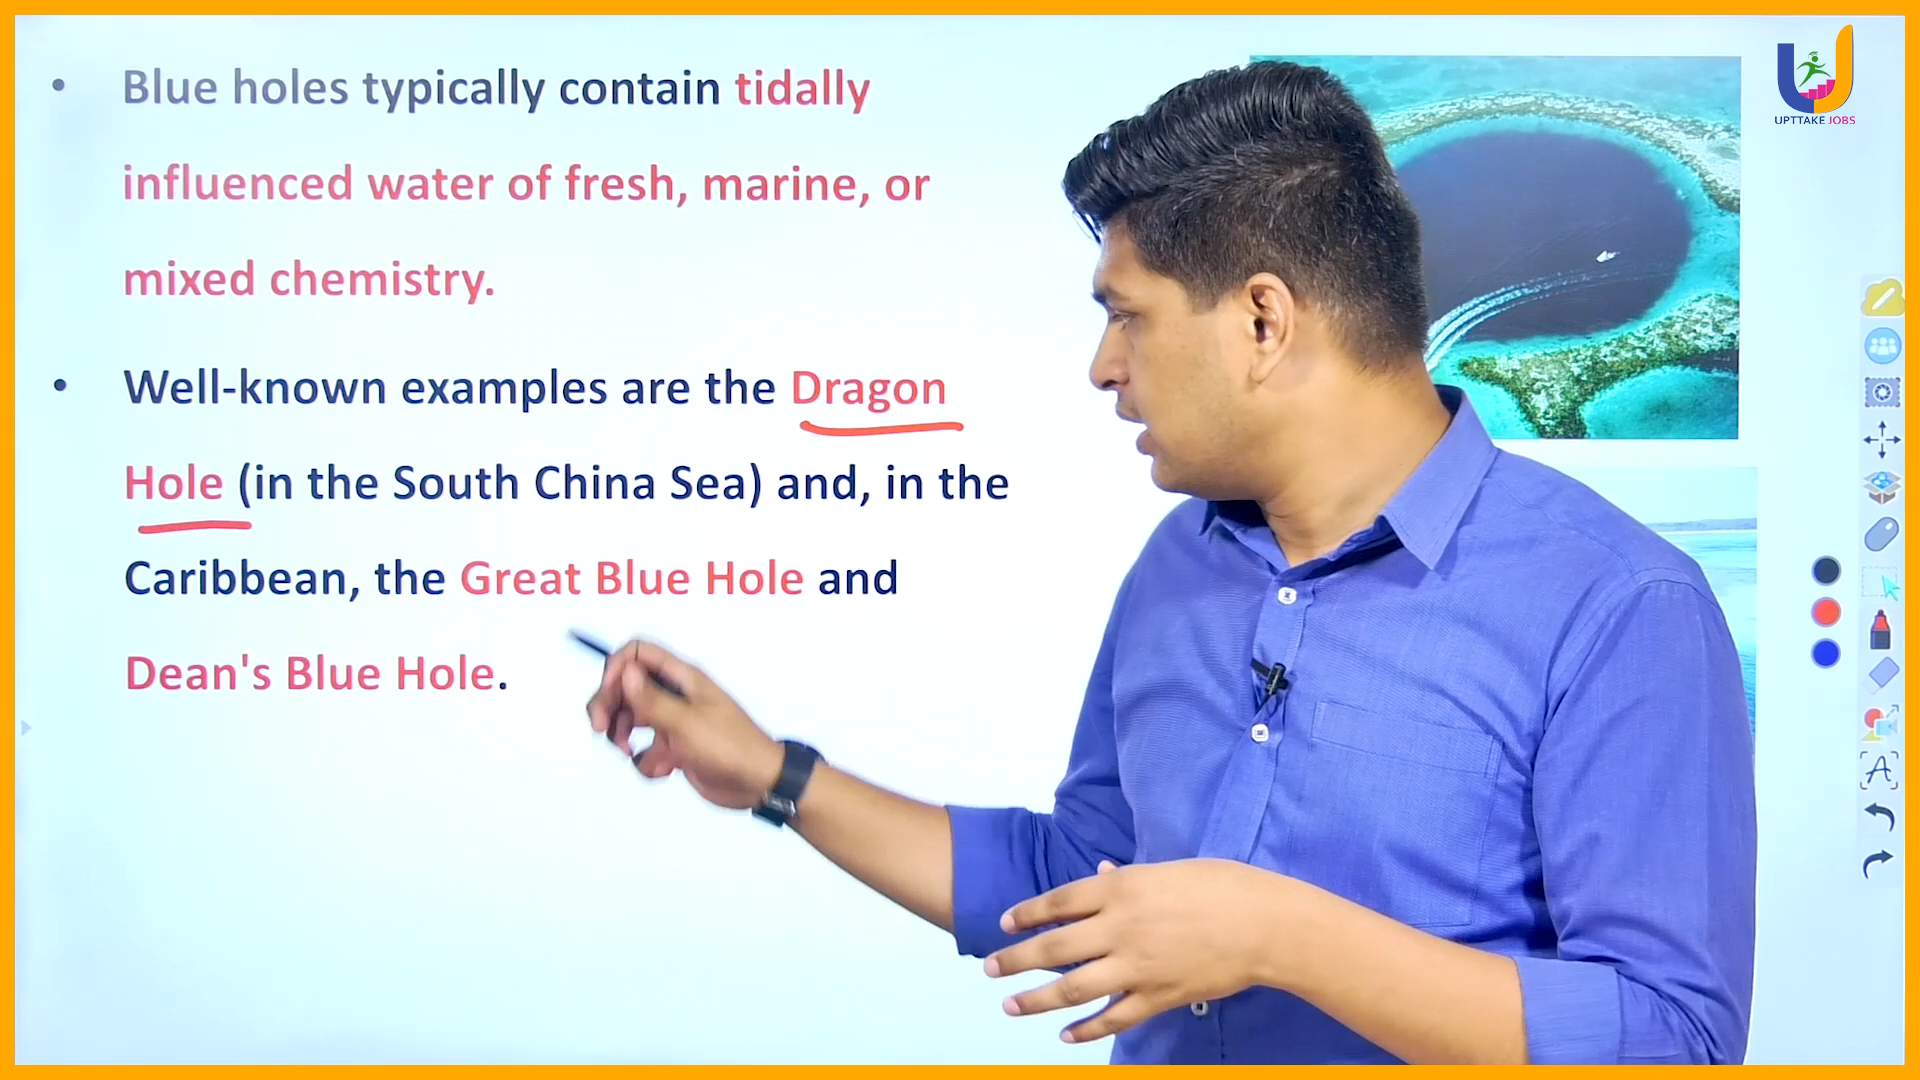 • Blue holes typically contain tidally
influenced water of fresh, marine, or
mixed chemistry.
• Well-known examples are the Dragon
Hole (in the South China Sea) and, in the
Caribbean, the Great Blue Hole and
Dean's Blue Hole.
UPTTAKE JOBS